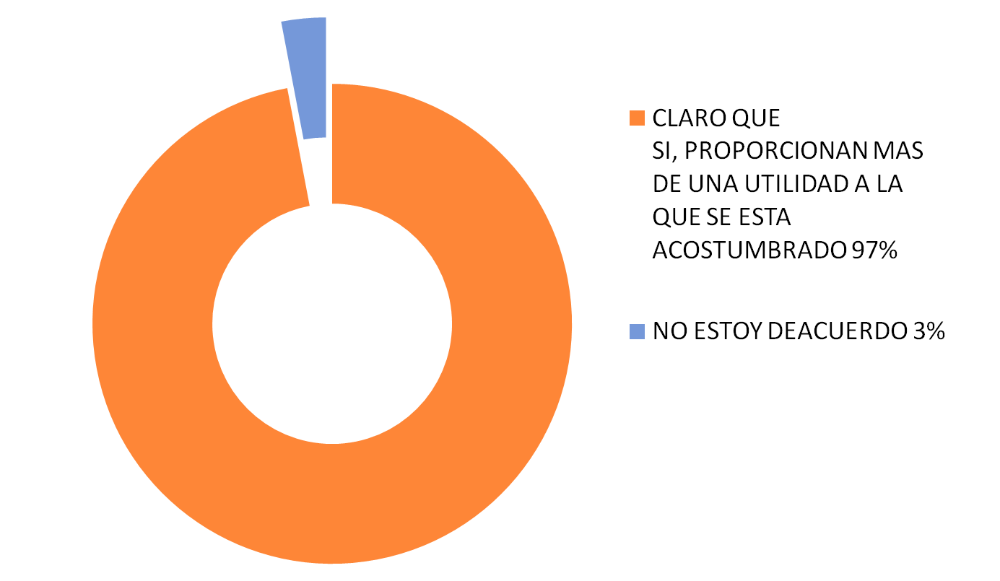 CLARO QUE
SI, PROPORCIONAN MAS
DE UNA UTILIDAD A LA
QUE SE ESTA
ACOSTUMBRADO 97%
NO ESTOY DEACUERDO 3%